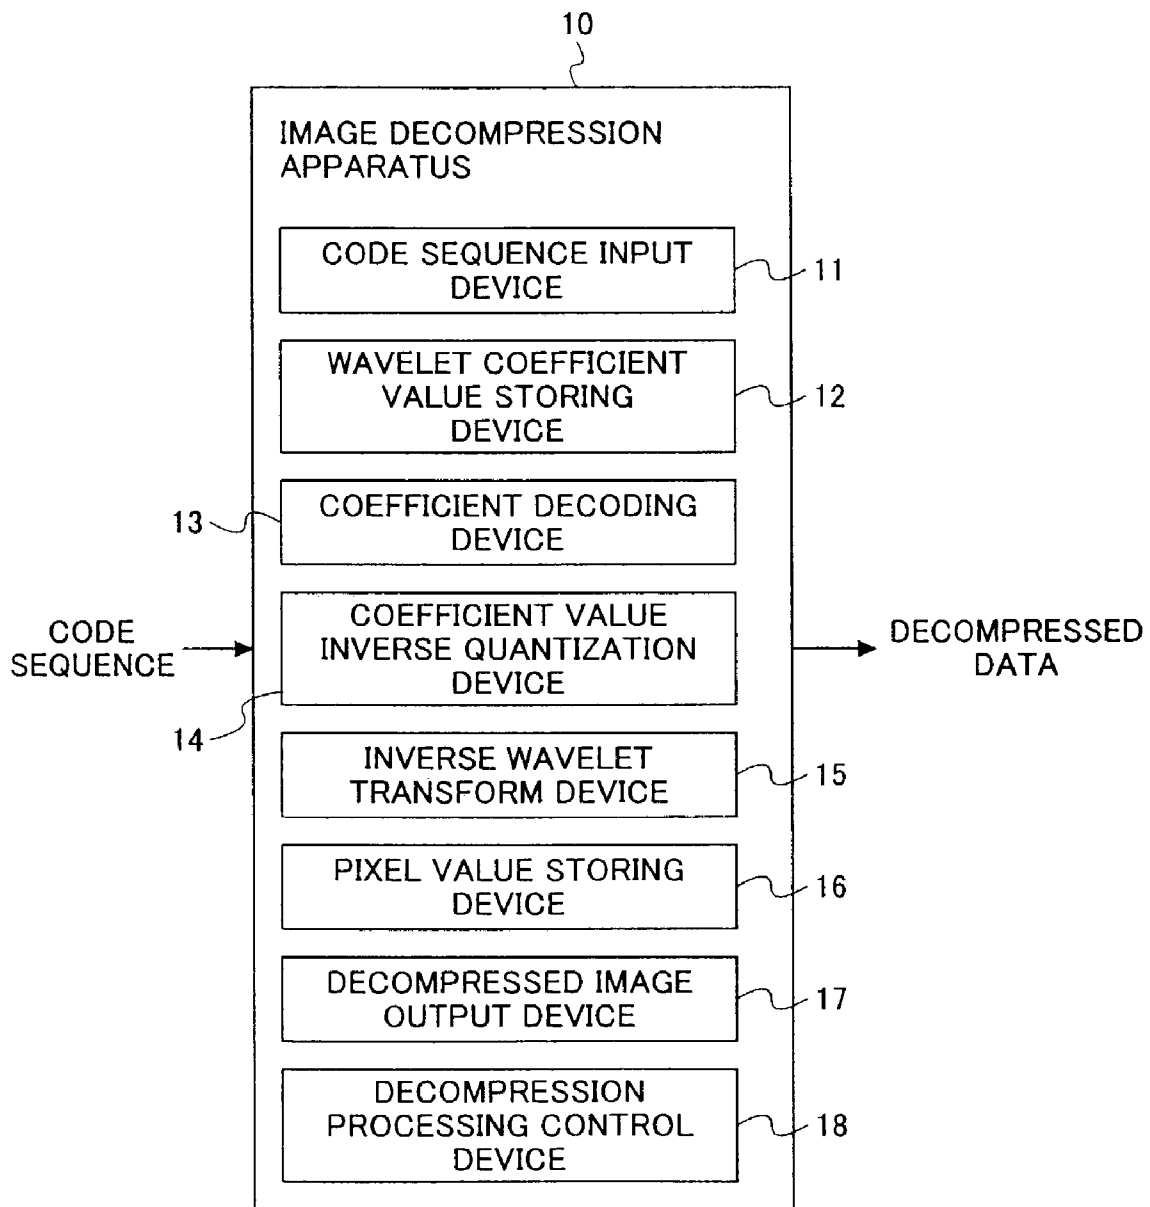 10
IMAGE DECOMPRESSION
APPARATUS
CODE SEQUENCE INPUT
DEVICE
11
WAVELET COEFFICIENT
VALUE STORING
DEVICE
12
COEFFICIENT DECODING
DEVICE
13
CODE
SEQUENCE
COEFFICIENT VALUE
INVERSE QUANTIZATION
DEVICE
14
DECOMPRESSED
DATA
INVERSE WAVELET
TRANSFORM DEVICE
15
PIXEL VALUE STORING
DEVICE
16
DECOMPRESSED IMAGE
OUTPUT DEVICE
17
DECOMPRESSION
PROCESSING CONTROL
DEVICE
18